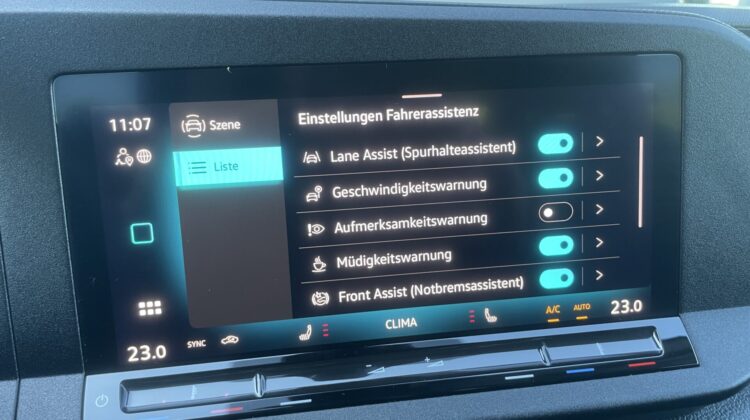 11:07
Szene
Liste
Einstellungen Fahrerassistenz
Lane Assist (Spurhalteassistent)
Geschwindigkeitswarnung
Aufmerksamkeitswarnung
Müdigkeitswarnung
Front Assist (Notbremsassistent)
23.0
SYNC
CLIMA
A/C
AUTO
23.0
- +